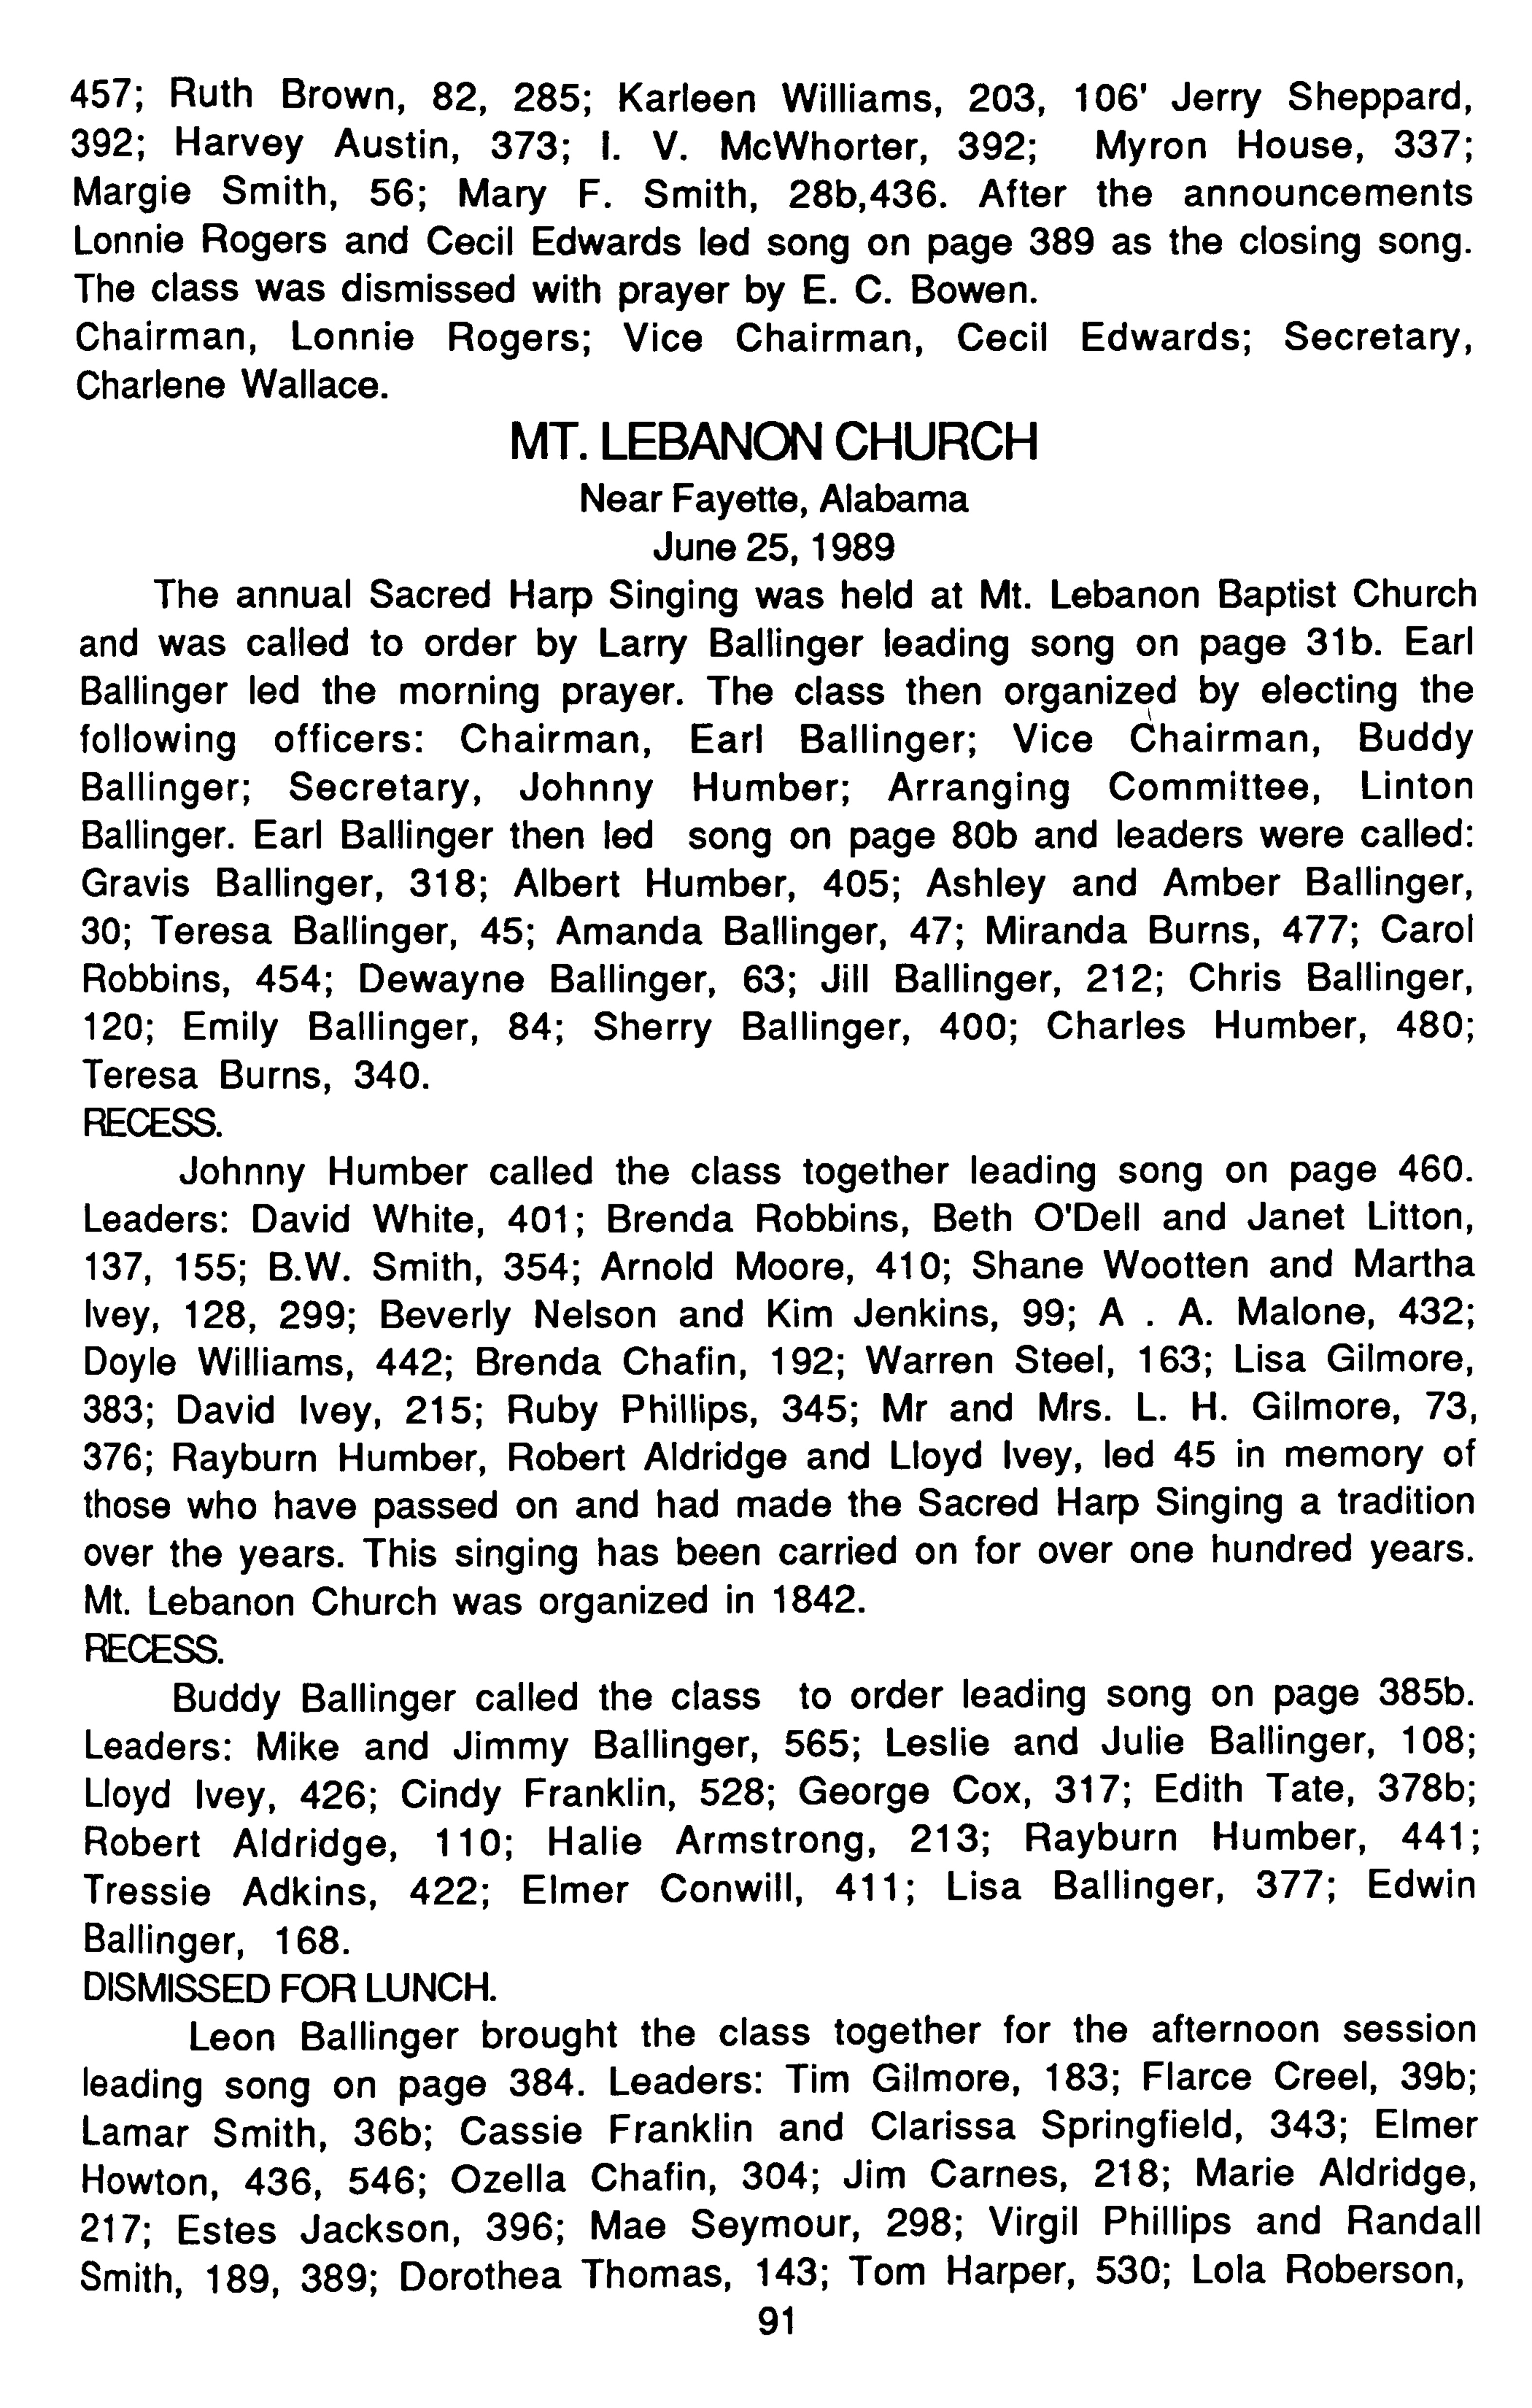 457; Ruth Brown, 82, 285; Karleen Williams, 203, 106' Jerry Sheppard,
392; Harvey Austin, 373; I. V. McWhorter, 392; Myron House, 337;
Margie Smith, 56; Mary F. Smith, 28b,436. After the announcements
Lonnie Rogers and Cecil Edwards led song on page 389 as the closing song.
The class was dismissed with prayer by E. C. Bowen.
Chairman, Lonnie Rogers; Vice Chairman, Cecil Edwards; Secretary,
Charlene Wallace.
MT. LEBANON CHURCH
Near Fayette, Alabama
June 25, 1989
The annual Sacred Harp Singing was held at Mt. Lebanon Baptist Church
and was called to order by Larry Ballinger leading song on page 31b. Earl
Ballinger led the morning prayer. The class then organized by electing the
following officers: Chairman, Earl Ballinger; Vice Chairman, Buddy
Ballinger; Secretary, Johnny Humber; Arranging Committee, Linton
Ballinger. Earl Ballinger then led song on page 80b and leaders were called:
Gravis Ballinger, 318; Albert Humber, 405; Ashley and Amber Ballinger,
30; Teresa Ballinger, 45; Amanda Ballinger, 47; Miranda Burns, 477; Carol
Robbins, 454; Dewayne Ballinger, 63; Jill Ballinger, 212; Chris Ballinger,
120; Emily Ballinger, 84; Sherry Ballinger, 400; Charles Humber, 480;
Teresa Burns, 340.
RECESS.
Johnny Humber called the class together leading song on page 460.
Leaders: David White, 401; Brenda Robbins, Beth O'Dell and Janet Litton,
137, 155; B.W. Smith, 354; Arnold Moore, 410; Shane Wootten and Martha
Ivey, 128, 299; Beverly Nelson and Kim Jenkins, 99; A . A. Malone, 432;
Doyle Williams, 442; Brenda Chafin, 192; Warren Steel, 163; Lisa Gilmore,
383; David Ivey, 215; Ruby Phillips, 345; Mr and Mrs. L. H. Gilmore, 73,
376; Rayburn Humber, Robert Aldridge and Lloyd Ivey, led 45 in memory of
those who have passed on and had made the Sacred Harp Singing a tradition
over the years. This singing has been carried on for over one hundred years.
Mt. Lebanon Church was organized in 1842.
RECESS.
Buddy Ballinger called the class to order leading song on page 385b.
Leaders: Mike and Jimmy Ballinger, 565; Leslie and Julie Ballinger, 108;
Lloyd Ivey, 426; Cindy Franklin, 528; George Cox, 317; Edith Tate, 378b;
Robert Aldridge, 110; Halie Armstrong, 213; Rayburn Humber, 441;
Tressie Adkins, 422; Elmer Conwill, 411; Lisa Ballinger, 377; Edwin
Ballinger, 168.
DISMISSED FOR LUNCH.
Leon Ballinger brought the class together for the afternoon session
leading song on page 384. Leaders: Tim Gilmore, 183; Flarce Creel, 39b;
Lamar Smith, 36b; Cassie Franklin and Clarissa Springfield, 343; Elmer
Howton, 436, 546; Ozella Chafin, 304; Jim Carnes, 218; Marie Aldridge,
217; Estes Jackson, 396; Mae Seymour, 298; Virgil Phillips and Randall
Smith, 189, 389; Dorothea Thomas, 143; Tom Harper, 530; Lola Roberson,
91